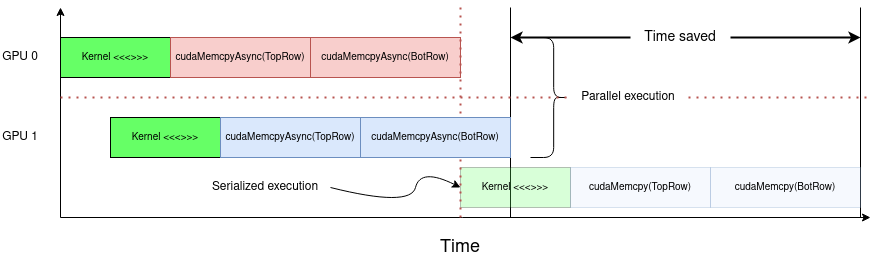 Time saved
GPU 0
Kernel <<<>>>
cudaMemcpyAsync(TopRow)
cudaMemcpyAsync(BotRow)
Parallel execution
GPU 1
Kernel <<<>>>
cudaMemcpyAsync(TopRow)
cudaMemcpyAsync(BotRow)
Serialized execution
Kernel <<<>>>
cudaMemcpy(TopRow)
cudaMemcpy(BotRow)
Time